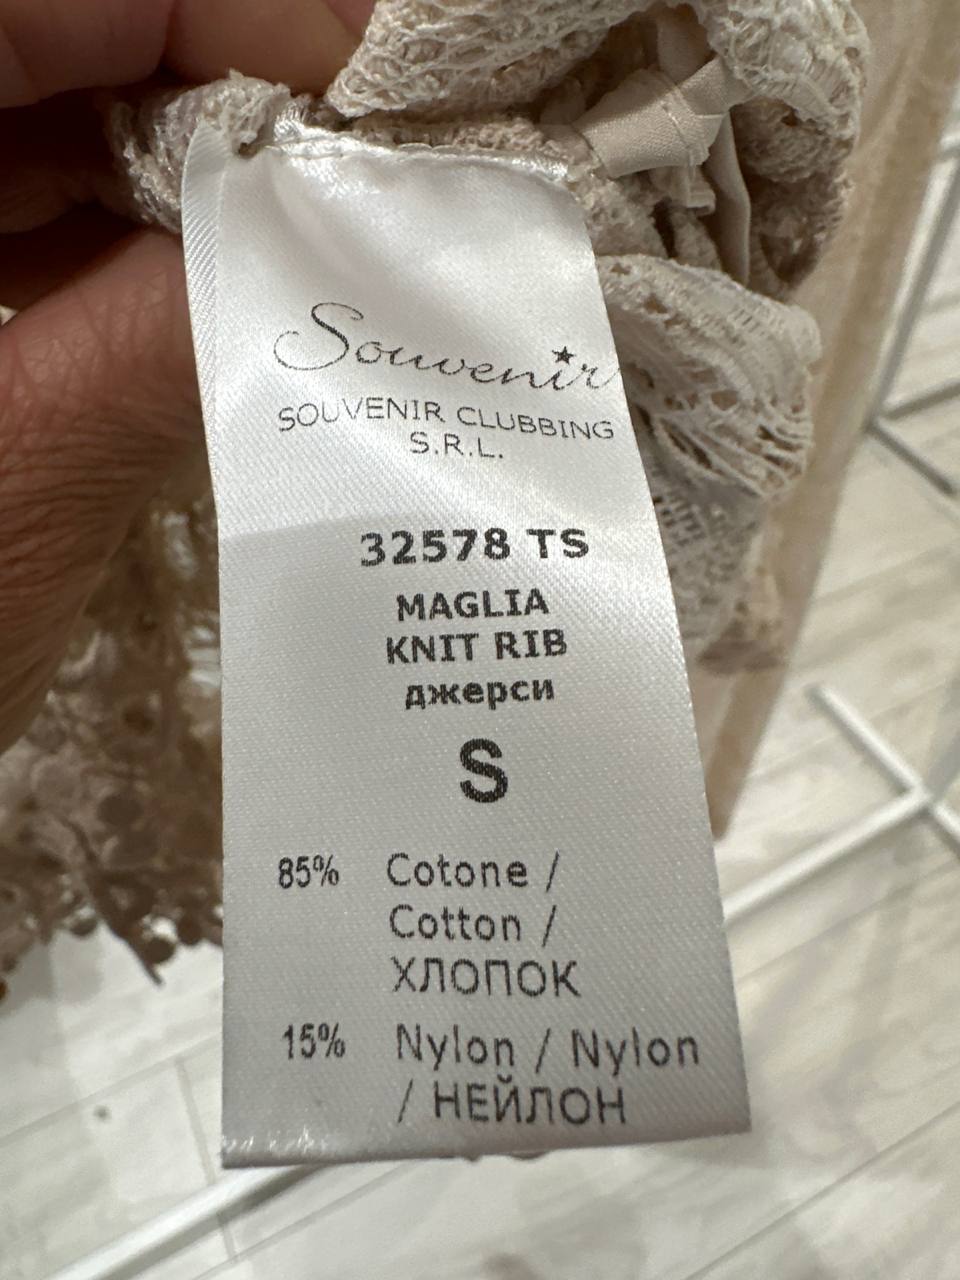 Souvenir
SOUVENIR CLUBBING
S.R.L.
32578 TS
MAGLIA
KNIT RIB
джерси
S
85% Cotone /
Cotton /
ХЛОПОК
15% Nylon / Nylon
/ НЕЙЛОН